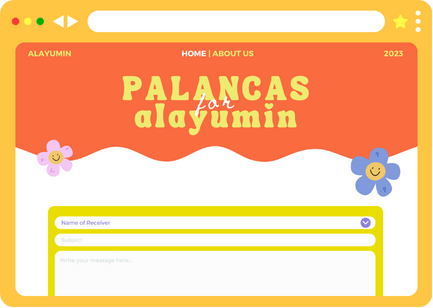 ALAYUMIN
HOME | ABOUT US
2023
PALANCAS
for
alayumin
Name of Receiver
Subject
Write your message here...